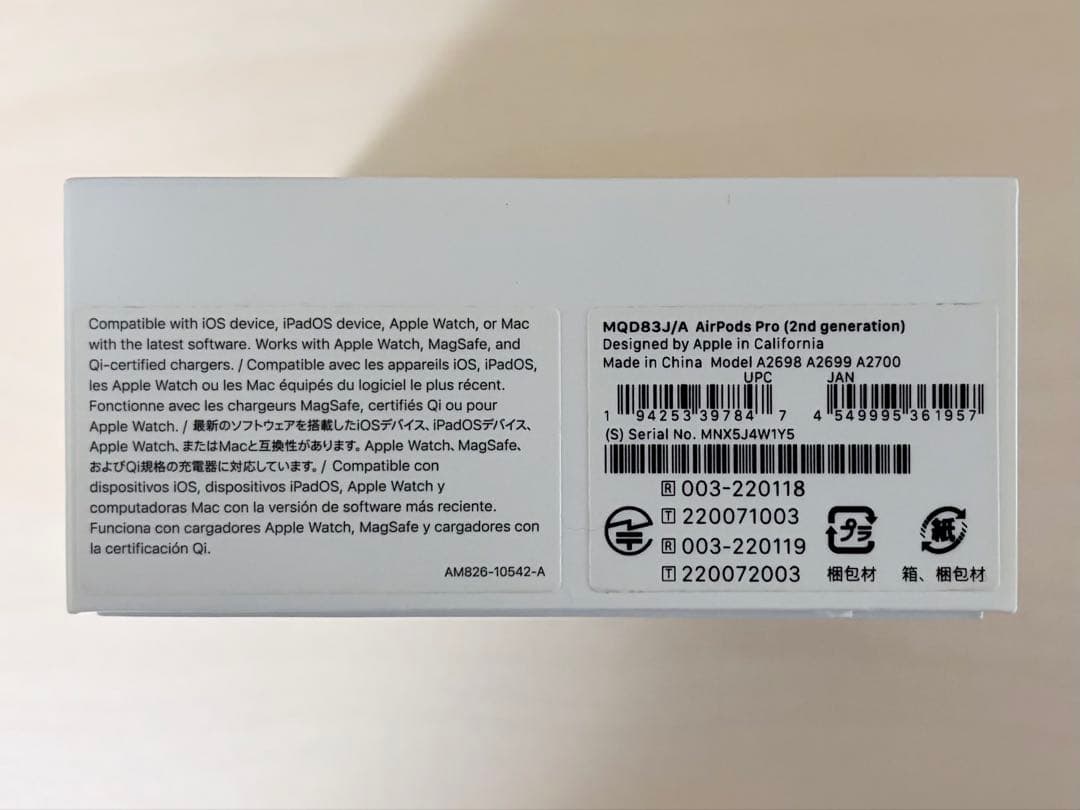 Compatible with iOS device, iPadOS device, Apple Watch, or Mac
with the latest software. Works with Apple Watch, MagSafe, and
Qi-certified chargers. / Compatible avec les appareils iOS, iPadOS,
les Apple Watch ou les Mac équipés du logiciel le plus récent.
Fonctionne avec les chargeurs MagSafe, certifiés Qi ou pour
Apple Watch. / 最新のソフトウェアを搭載したiOSデバイス、iPadOSデバイス、
Apple Watch、またはMacと互換性があります。Apple Watch、MagSafe、
およびQi規格の充電器に対応しています。/ Compatible con
dispositivos iOS, dispositivos iPadOS, Apple Watch y
computadoras Mac con la versión de software más reciente.
Funciona con cargadores Apple Watch, MagSafe y cargadores con
la certificación Qi.
AM826-10542-A
MQD83J/A AirPods Pro (2nd generation)
Designed by Apple in California
Made in China Model A2698 A2699 A2700
UPC JAN
1 94253 39784 7 4 549995 361957
(S) Serial No. MNX5J4W1Y5
R 003-220118
T 220071003
R 003-220119
T 220072003
プラ 紙
梱包材 箱、梱包材